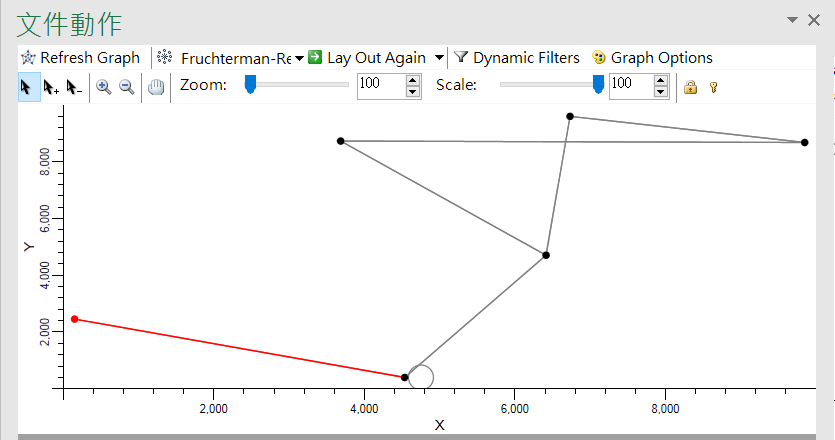 文件動作
Refresh Graph Fruchterman-Re Lay Out Again Dynamic Filters Graph Options
Zoom: 100 Scale: 100
8,000
6,000
Y
4,000
2,000
2,000 4,000 6,000 8,000
X